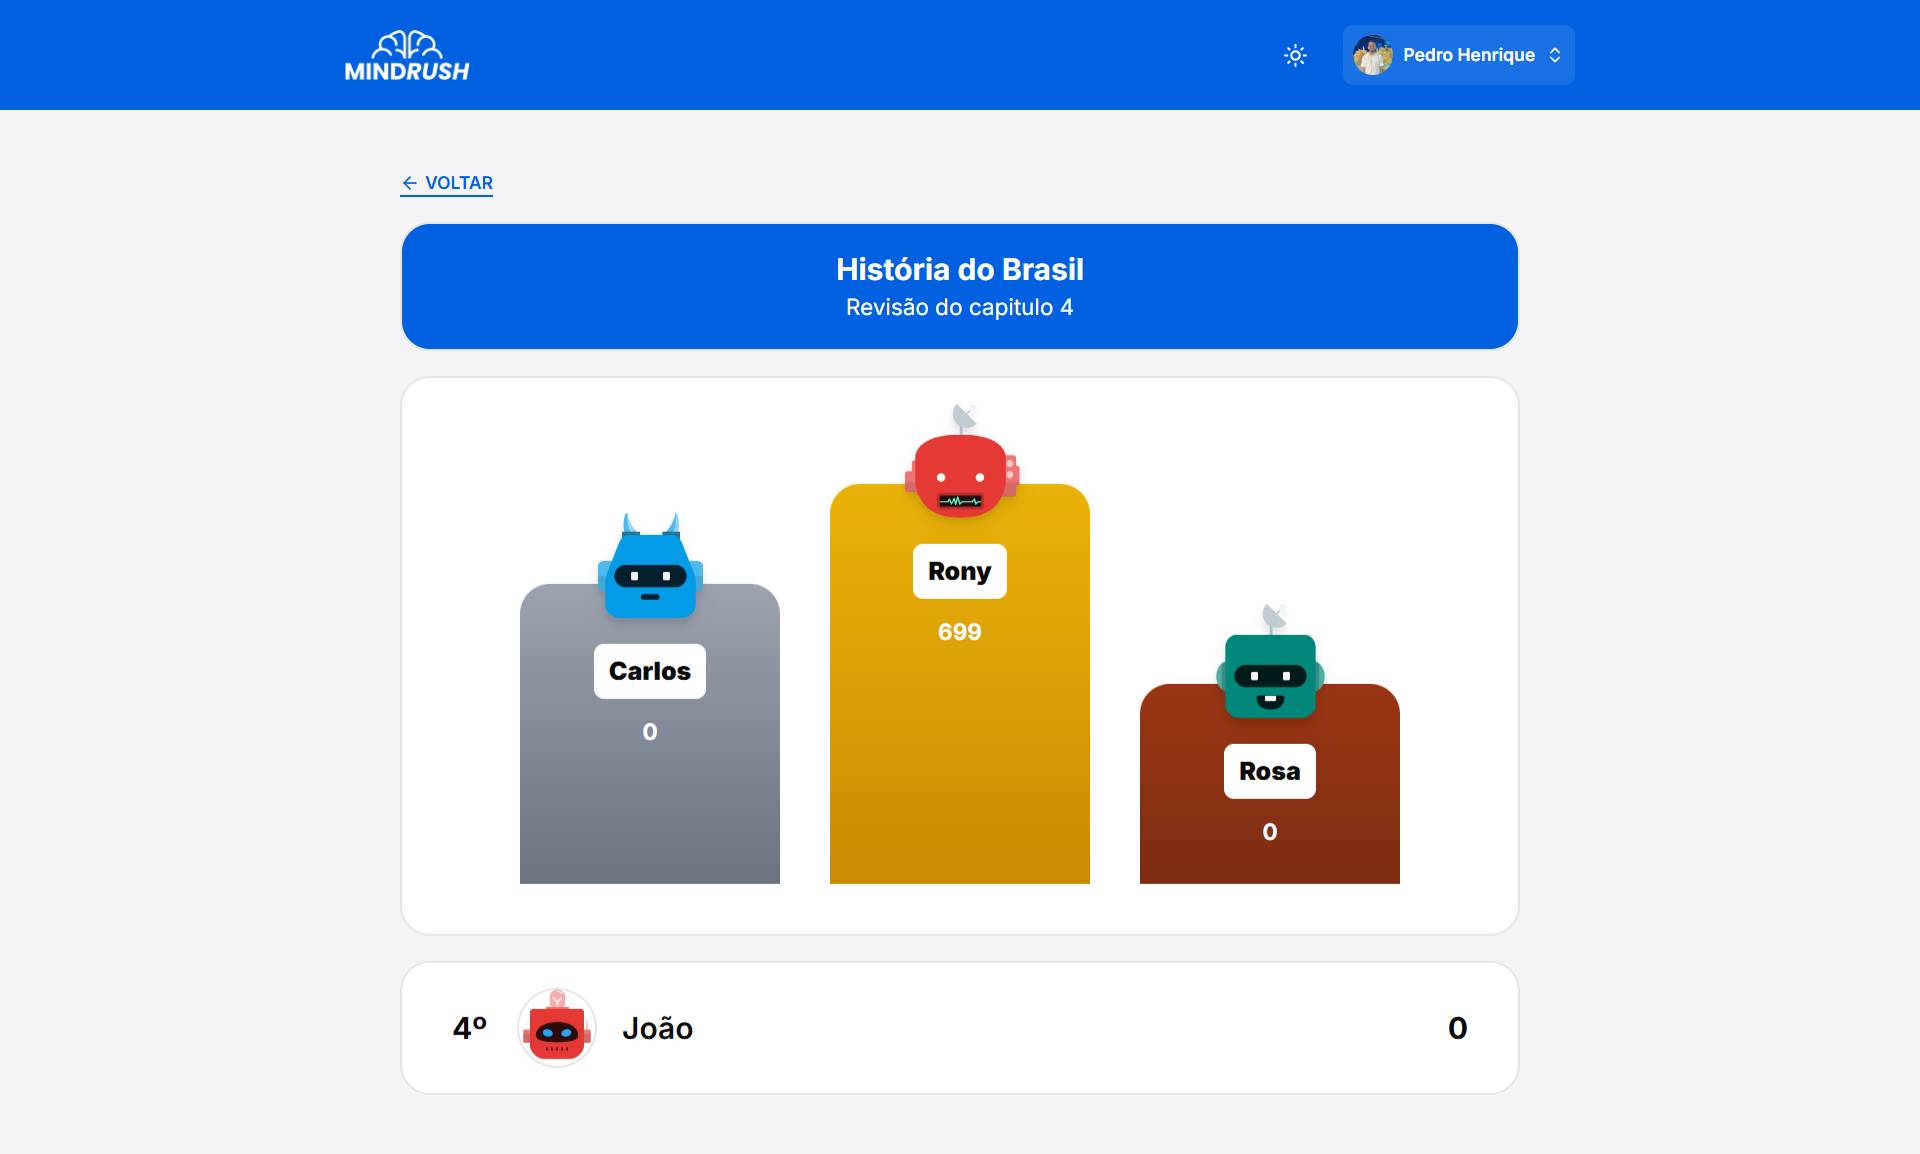 MINDRUSH
Pedro Henrique
VOLTAR
História do Brasil
Revisão do capitulo 4
Rony
699
Carlos
0
Rosa
0
4º
João
0